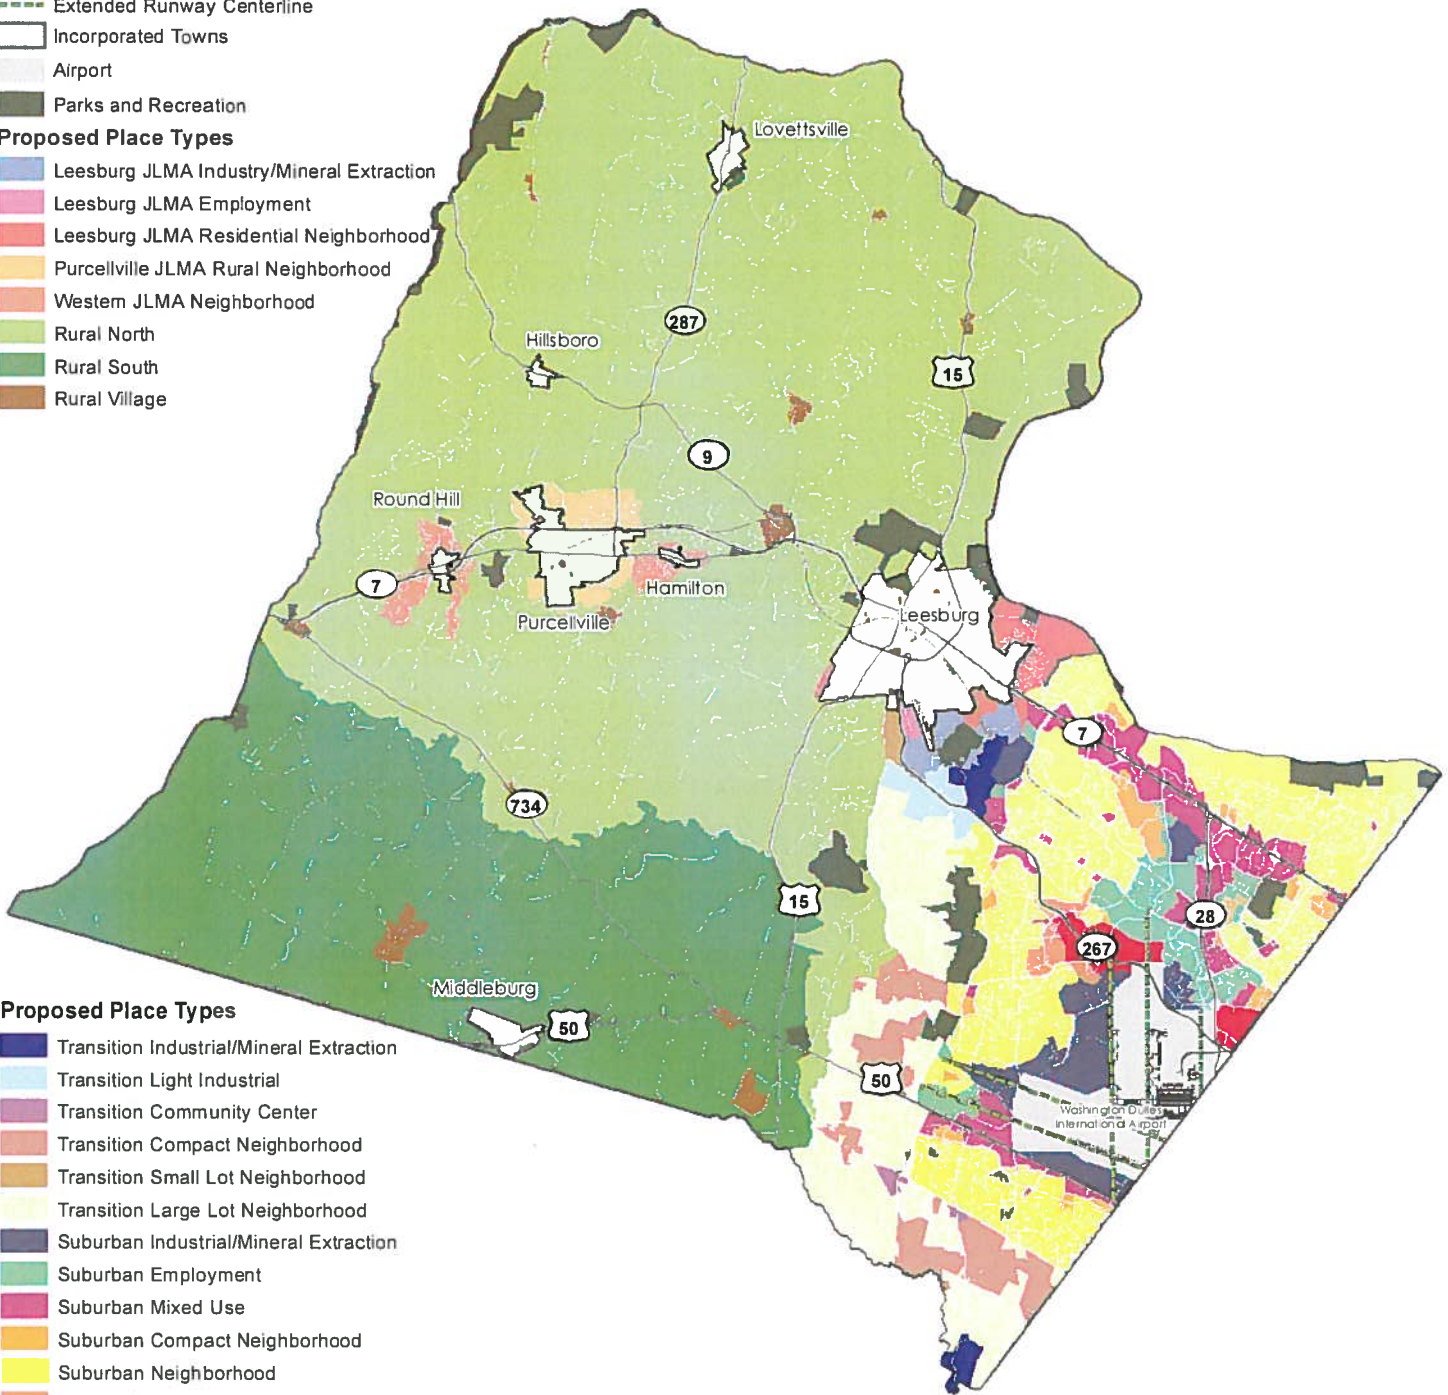 Extended Runway Centerline
Incorporated Towns
Airport
Parks and Recreation
Proposed Place Types
Leesburg JLMA Industry/Mineral Extraction
Leesburg JLMA Employment
Leesburg JLMA Residential Neighborhood
Purcellville JLMA Rural Neighborhood
Western JLMA Neighborhood
Rural North
Rural South
Rural Village
Lovettsville
287
Hillsboro
15
9
Round Hill
7
Hamilton
Purcellville
Leesburg
7
734
15
28
267
Middleburg
50
50
Washington Dulles
International Airport
Proposed Place Types
Transition Industrial/Mineral Extraction
Transition Light Industrial
Transition Community Center
Transition Compact Neighborhood
Transition Small Lot Neighborhood
Transition Large Lot Neighborhood
Suburban Industrial/Mineral Extraction
Suburban Employment
Suburban Mixed Use
Suburban Compact Neighborhood
Suburban Neighborhood